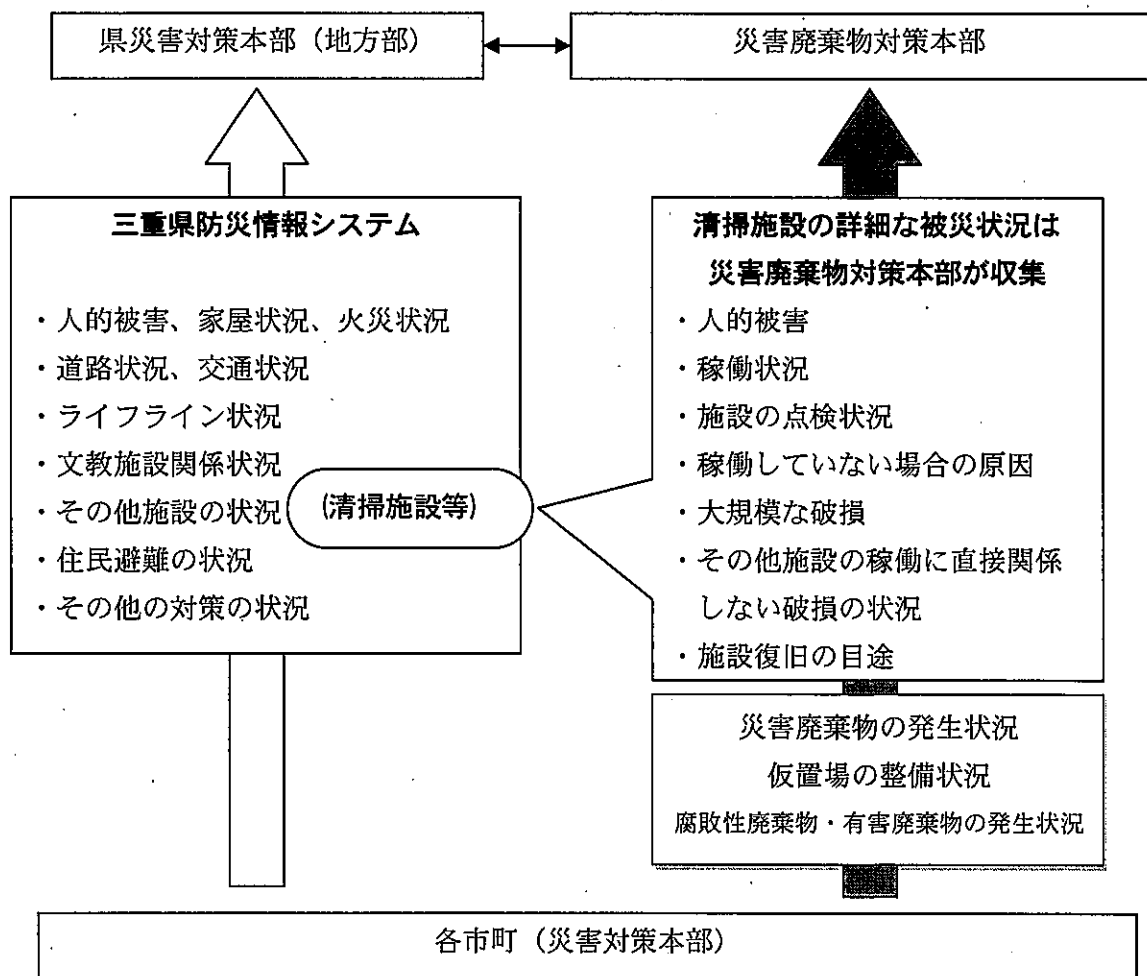 県災害対策本部（地方部）
災害廃棄物対策本部
三重県防災情報システム
・人的被害、家屋状況、火災状況
・道路状況、交通状況
・ライフライン状況
・文教施設関係状況
・その他施設の状況
(清掃施設等)
・住民避難の状況
・その他の対策の状況
清掃施設の詳細な被災状況は
災害廃棄物対策本部が収集
・人的被害
・稼働状況
・施設の点検状況
・稼働していない場合の原因
・大規模な破損
・その他施設の稼働に直接関係
しない破損の状況
・施設復旧の目途
災害廃棄物の発生状況
仮置場の整備状況
腐敗性廃棄物・有害廃棄物の発生状況
各市町（災害対策本部）